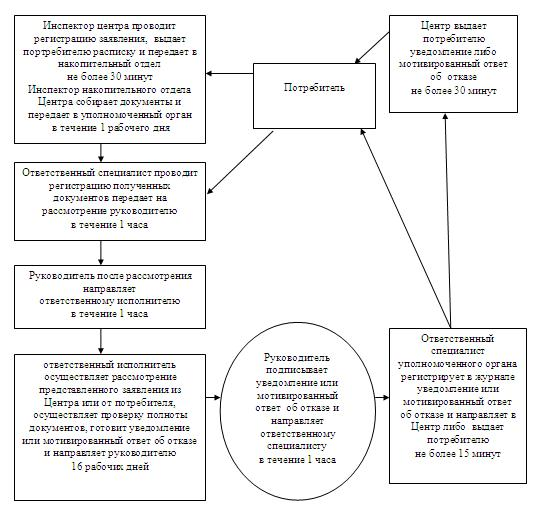 Инспектор центра проводит
регистрацию заявления, выдает
портребителю расписку и передает в
накопительный отдел
не более 30 минут
Инспектор накопительного отдела
Центра собирает документы и
передает в уполномоченный орган
в течение 1 рабочего дня
Потребитель
Центр выдает
потребителю
уведомление либо
мотивированный ответ
об отказе
не более 30 минут
Ответственный специалист проводит
регистрацию полученных
документов передает на
рассмотрение руководителю
в течение 1 часа
Руководитель после рассмотрения
направляет
ответственному исполнителю
в течение 1 часа
ответственный исполнитель
осуществляет рассмотрение
представленного заявления из
Центра или от потребителя,
осуществляет проверку полноты
документов, готовит уведомление
или мотивированный ответ об отказе
и направляет руководителю
16 рабочих дней
Руководитель
подписывает
уведомление или
мотивированный
ответ об отказе и
направляет
ответственному
специалисту
в течение 1 часа
Ответственный
специалист
уполномоченного органа
регистрирует в журнале
уведомление или
мотивированный ответ
об отказе и направляет в
Центр либо выдает
потребителю
не более 15 минут